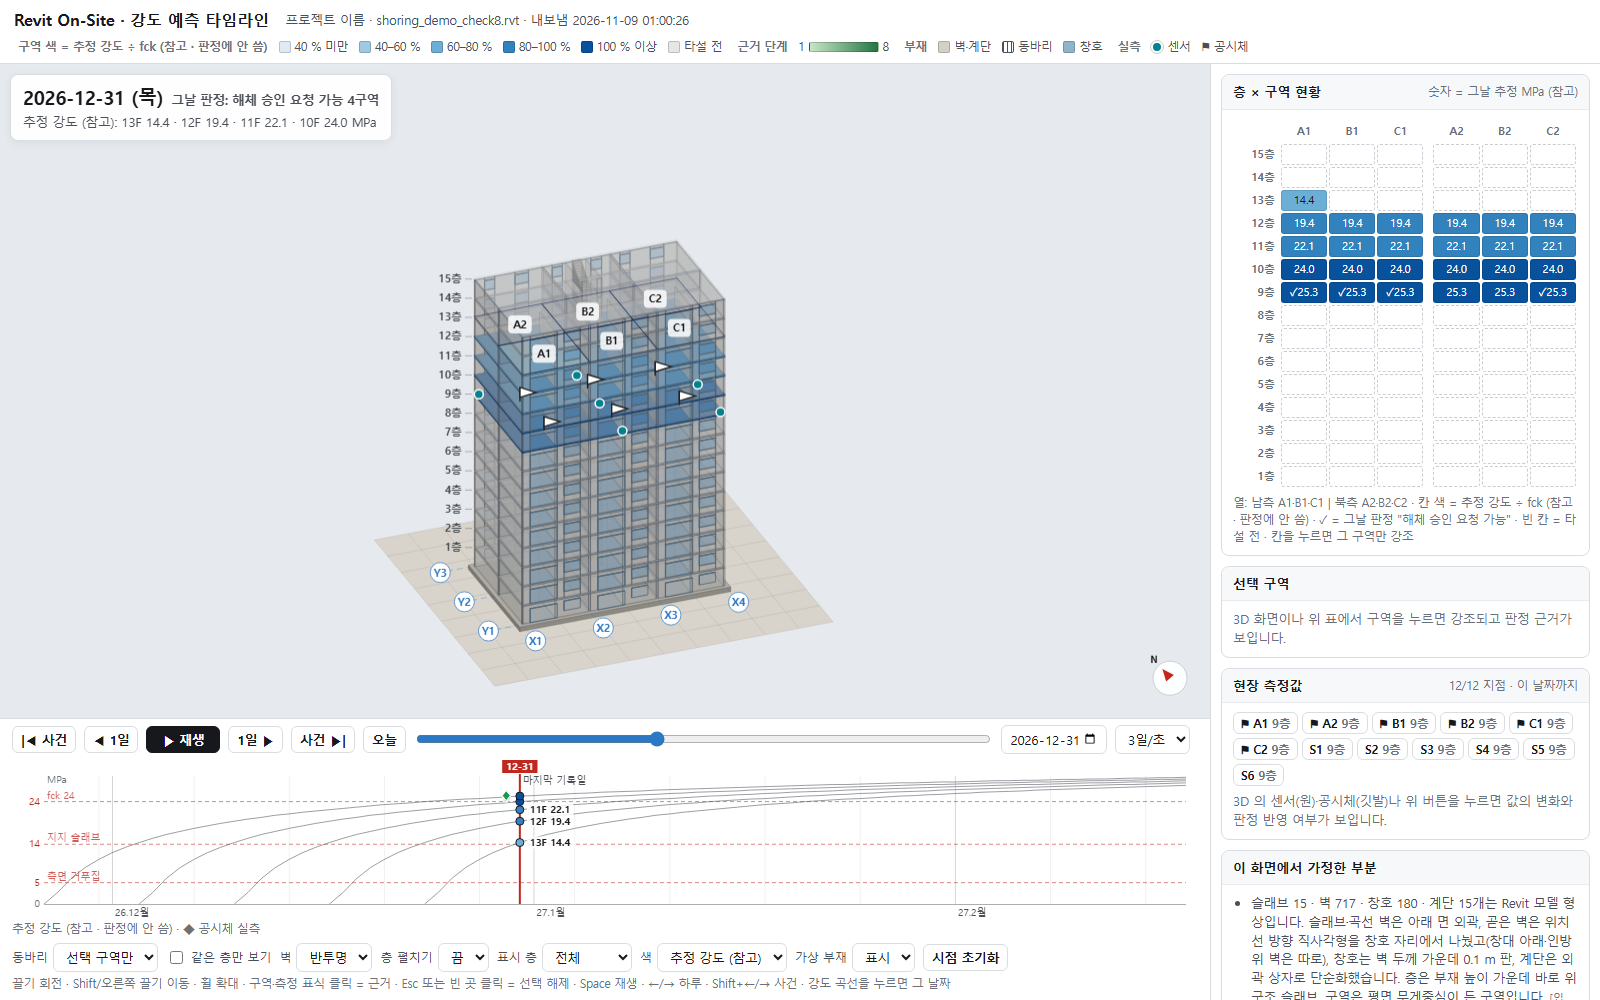 Revit On-Site · 강도 예측 타임라인 프로젝트 이름 · shoring_demo_check8.rvt · 내보냄 2026-11-09 01:00:26
구역 색 = 추정 강도 ÷ fck (참고 · 판정에 안 씀) 40 % 미만 40–60 % 60–80 % 80–100 % 100 % 이상 타설 전 근거 단계 1 8 부재 벽·계단 동바리 창호 실측 센서 공시체
2026-12-31 (목) 그날 판정: 해체 승인 요청 가능 4구역
추정 강도 (참고): 13F 14.4 · 12F 19.4 · 11F 22.1 · 10F 24.0 MPa
15층
14층
13층
12층
11층
10층
9층
8층
7층
6층
5층
4층
3층
2층
1층
A2 B2 C2
A1 B1 C1
Y3
Y2
Y1
X1 X2 X3 X4
N
층 × 구역 현황 숫자 = 그날 추정 MPa (참고)
A1 B1 C1 A2 B2 C2
15층
14층
13층 14.4
12층 19.4 19.4 19.4 19.4 19.4 19.4
11층 22.1 22.1 22.1 22.1 22.1 22.1
10층 24.0 24.0 24.0 24.0 24.0 24.0
9층 ✓25.3 ✓25.3 ✓25.3 25.3 25.3 ✓25.3
8층
7층
6층
5층
4층
3층
2층
1층
열: 남측 A1·B1·C1 | 북측 A2·B2·C2 · 칸 색 = 추정 강도 ÷ fck (참고
· 판정에 안 씀) · ✓ = 그날 판정 "해체 승인 요청 가능" · 빈 칸 = 타
설 전 · 칸을 누르면 그 구역만 강조
선택 구역
3D 화면이나 위 표에서 구역을 누르면 강조되고 판정 근거가
보입니다.
현장 측정값 12/12 지점 · 이 날짜까지
A1 9층 A2 9층 B1 9층 B2 9층 C1 9층
C2 9층 S1 9층 S2 9층 S3 9층 S4 9층 S5 9층
S6 9층
3D 의 센서(원)·공시체(깃발)나 위 버튼을 누르면 값의 변화와
판정 반영 여부가 보입니다.
이 화면에서 가정한 부분
• 슬래브 15 · 벽 717 · 창호 180 · 계단 15개는 Revit 모델 형
상입니다. 슬래브·곡선 벽은 아래 면 외곽, 곧은 벽은 위치
선 방향 직사각형을 창호 자리에서 나눴고(창대 아래·인방
위 벽은 따로), 창호는 벽 두께 가운데 0.1 m 판, 계단은 외
곽 상자로 단순화했습니다. 층은 부재 높이 가운데 바로 위
구조 슬래브, 구역은 평면 무게중심이 든 구역입니다.
|◀ 사건 ◀ 1일 ▶ 재생 1일 ▶ 사건 ▶| 오늘 2026-12-31 3일/초
12-31
MPa 마지막 기록일
fck 24
24
지지 슬래브
14
측면 거푸집
5
0
11F 22.1
12F 19.4
13F 14.4
26.12월 27.1월 27.2월
추정 강도 (참고 · 판정에 안 씀) · ◆ 공시체 실측
동바리 선택 구역만 같은 층만 보기 벽 반투명 층 펼치기 끔 표시 층 전체 색 추정 강도 (참고) 가상 부재 표시 시점 초기화
끌기 회전 · Shift/오른쪽 끌기 이동 · 휠 확대 · 구역·측정 표식 클릭 = 근거 · Esc 또는 빈 곳 클릭 = 선택 해제 · Space 재생 · ←/→ 하루 · Shift+←/→ 사건 · 강도 곡선을 누르면 그 날짜